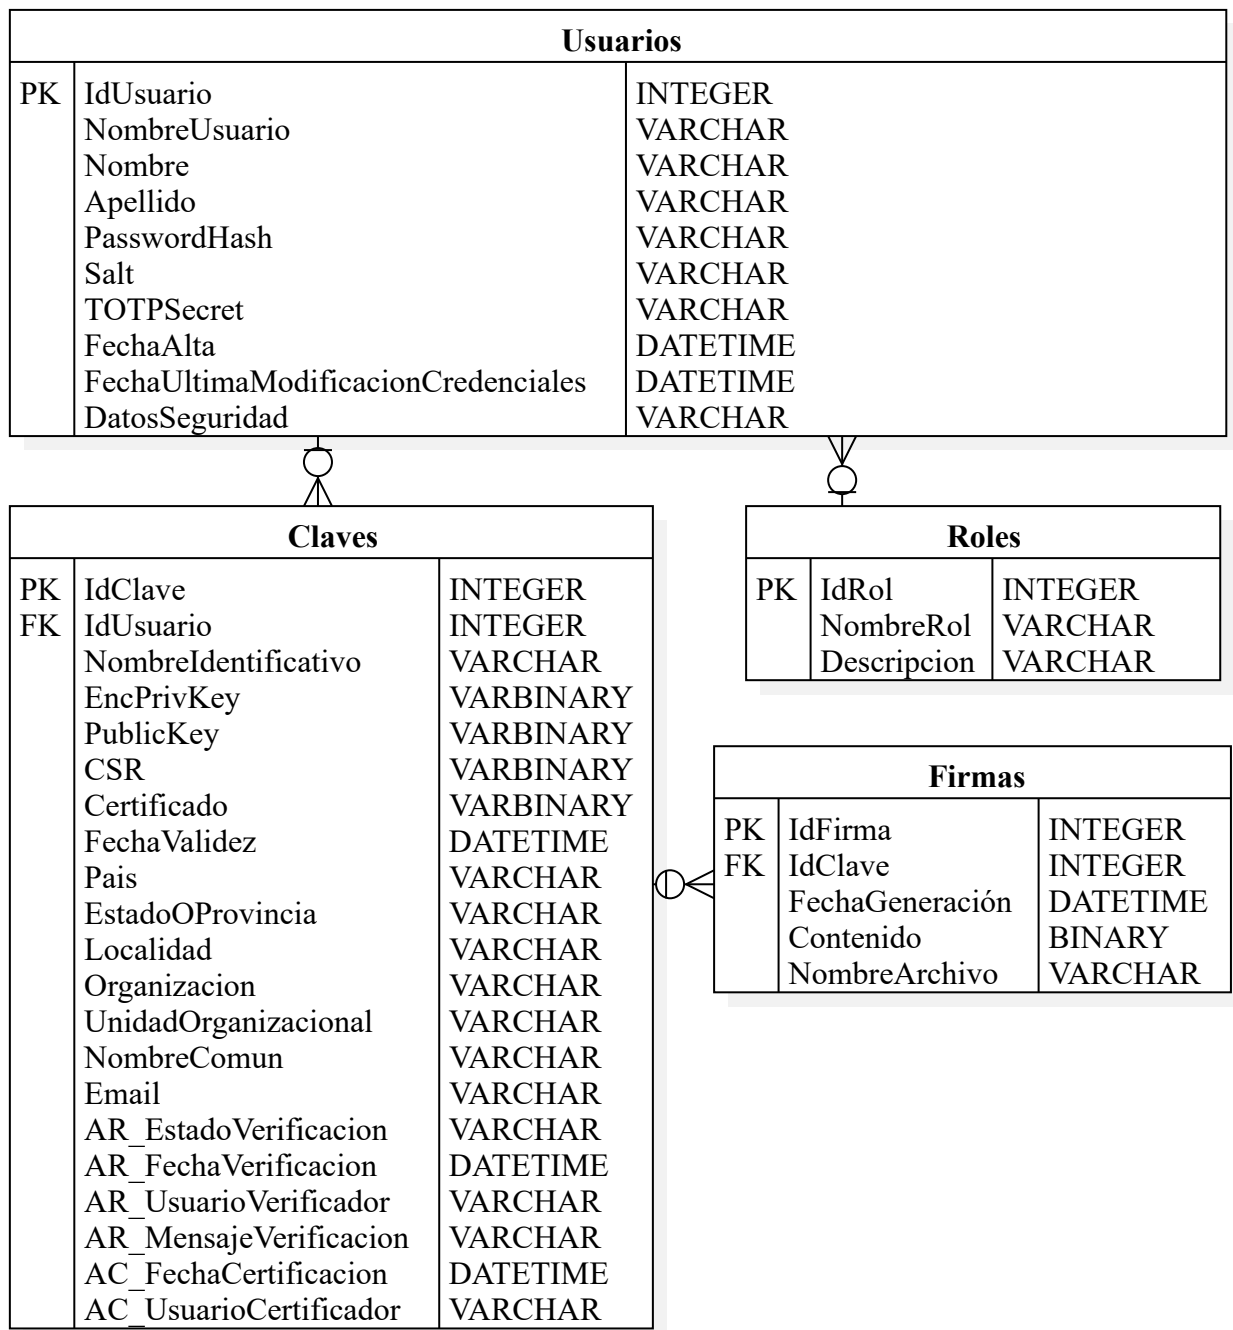 Usuarios
PK IdUsuario INTEGER
NombreUsuario VARCHAR
Nombre VARCHAR
Apellido VARCHAR
PasswordHash VARCHAR
Salt VARCHAR
TOTPSecret VARCHAR
FechaAlta DATETIME
FechaUltimaModificacionCredenciales DATETIME
DatosSeguridad VARCHAR
Claves
PK IdClave INTEGER
FK IdUsuario INTEGER
NombreIdentificativo VARCHAR
EncPrivKey VARBINARY
PublicKey VARBINARY
CSR VARBINARY
Certificado VARBINARY
FechaValidez DATETIME
Pais VARCHAR
EstadoOProvincia VARCHAR
Localidad VARCHAR
Organizacion VARCHAR
UnidadOrganizacional VARCHAR
NombreComun VARCHAR
Email VARCHAR
AR_EstadoVerificacion VARCHAR
AR_FechaVerificacion DATETIME
AR_UsuarioVerificador VARCHAR
AR_MensajeVerificacion VARCHAR
AC_FechaCertificacion DATETIME
AC_UsuarioCertificador VARCHAR
Roles
PK IdRol INTEGER
NombreRol VARCHAR
Descripcion VARCHAR
Firmas
PK IdFirma INTEGER
FK IdClave INTEGER
FechaGeneración DATETIME
Contenido BINARY
NombreArchivo VARCHAR